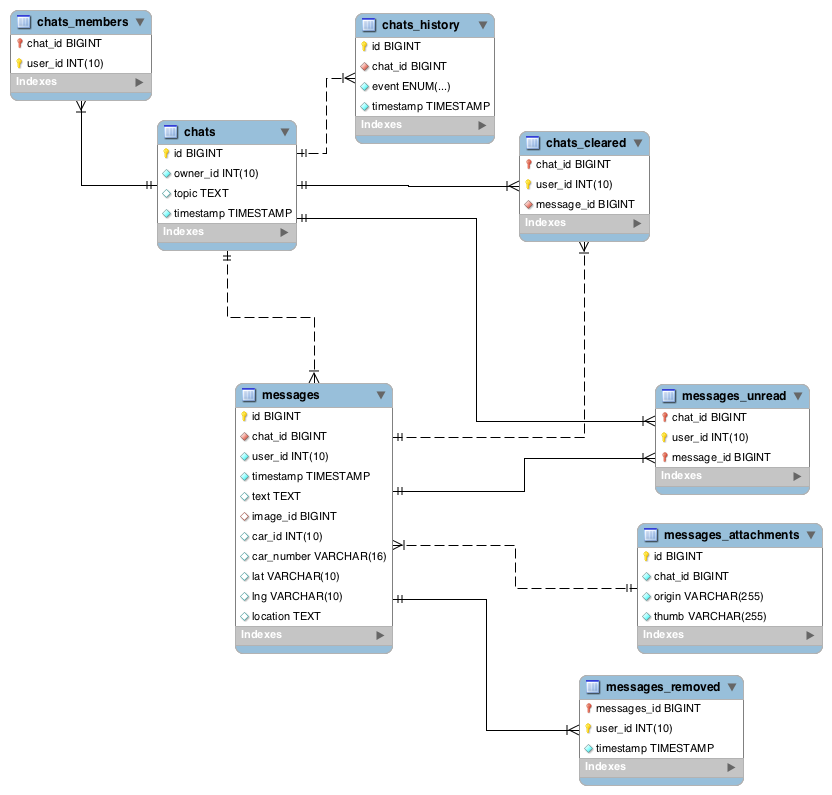 chats_members
chat_id BIGINT
user_id INT(10)
Indexes
chats_history
id BIGINT
chat_id BIGINT
event ENUM(...)
timestamp TIMESTAMP
Indexes
chats
id BIGINT
owner_id INT(10)
topic TEXT
timestamp TIMESTAMP
Indexes
chats_cleared
chat_id BIGINT
user_id INT(10)
message_id BIGINT
Indexes
messages
id BIGINT
chat_id BIGINT
user_id INT(10)
timestamp TIMESTAMP
text TEXT
image_id BIGINT
car_id INT(10)
car_number VARCHAR(16)
lat VARCHAR(10)
lng VARCHAR(10)
location TEXT
Indexes
messages_unread
chat_id BIGINT
user_id INT(10)
message_id BIGINT
Indexes
messages_attachments
id BIGINT
chat_id BIGINT
origin VARCHAR(255)
thumb VARCHAR(255)
Indexes
messages_removed
messages_id BIGINT
user_id INT(10)
timestamp TIMESTAMP
Indexes